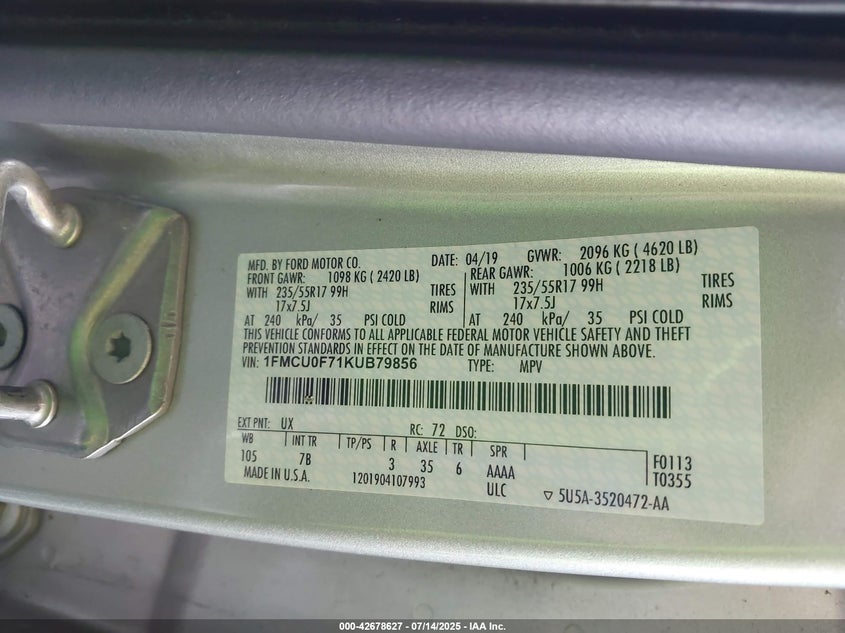 MFD. BY FORD MOTOR CO. DATE: 04/19 GVWR: 2096 KG ( 4620 LB)
FRONT GAWR: 1098 KG ( 2420 LB) REAR GAWR: 1006 KG ( 2218 LB)
WITH 235/55R17 99H TIRES WITH 235/55R17 99H TIRES
17x7.5J RIMS 17x7.5J RIMS
AT 240 kPa/ 35 PSI COLD AT 240 kPa/ 35 PSI COLD
THIS VEHICLE CONFORMS TO ALL APPLICABLE FEDERAL MOTOR VEHICLE SAFETY AND THEFT
PREVENTION STANDARDS IN EFFECT ON THE DATE OF MANUFACTURE SHOWN ABOVE.
VIN: 1FMCU0F71KUB79856 TYPE: MPV
EXT PNT: UX RC: 72 DSO:
WB INT TR TP/PS R AXLE TR SPR
105 7B 3 35 6 AAAA F0113
MADE IN U.S.A. 1201904107993 ULC T0355
▽ 5U5A-3520472-AA
000-42678627 - 07/14/2025 - IAA Inc.